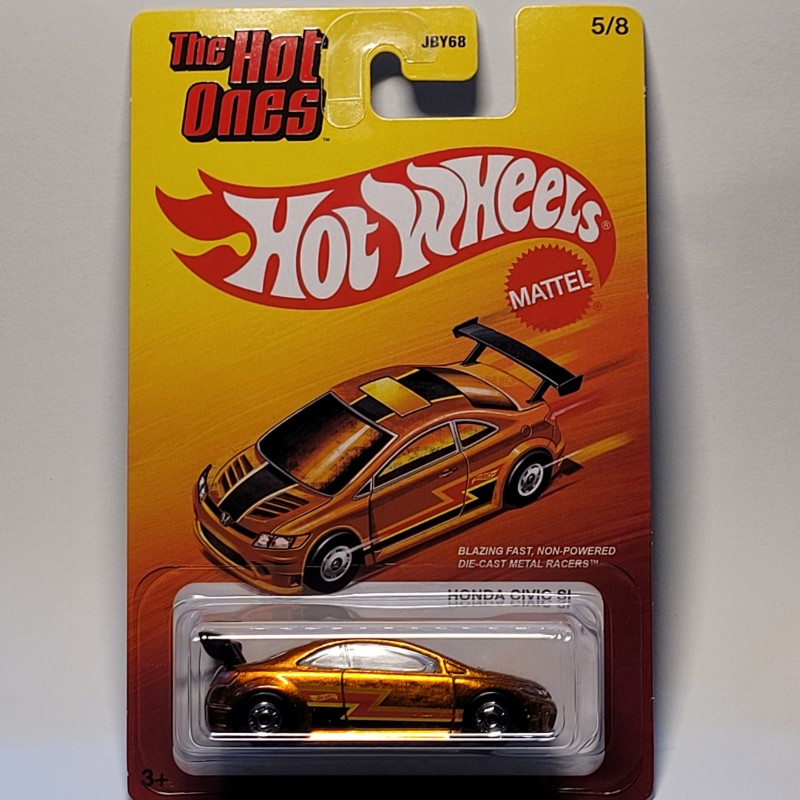 The Hot
Ones™
JBY68
5/8
Hot Wheels®
MATTEL®
BLAZING FAST, NON-POWERED
DIE-CAST METAL RACERS™
HONDA CIVIC SI
3+